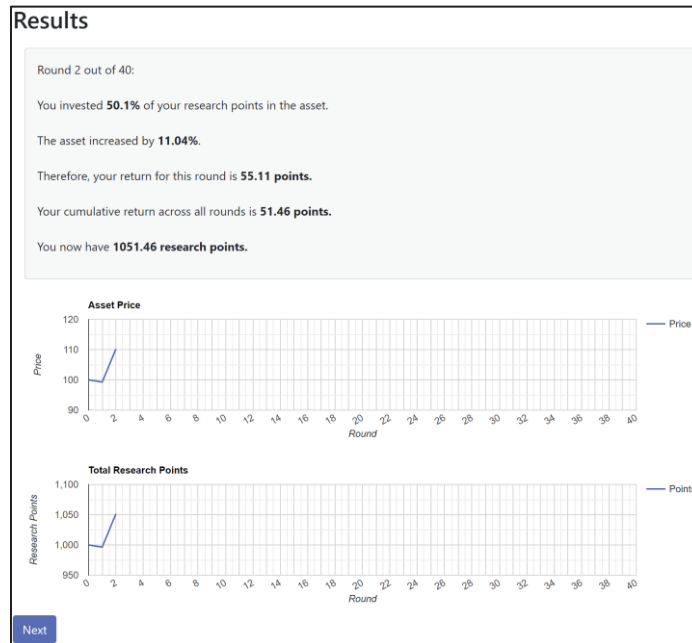 Results
Round 2 out of 40:
You invested 50.1% of your research points in the asset.
The asset increased by 11.04%.
Therefore, your return for this round is 55.11 points.
Your cumulative return across all rounds is 51.46 points.
You now have 1051.46 research points.
Asset Price
120
110
100
90
Price
Price
0 2 4 6 8 10 12 14 16 18 20 22 24 26 28 30 32 34 36 38 40
Round
Total Research Points
1,100
1,050
1,000
950
Research Points
Points
0 2 4 6 8 10 12 14 16 18 20 22 24 26 28 30 32 34 36 38 40
Round
Next